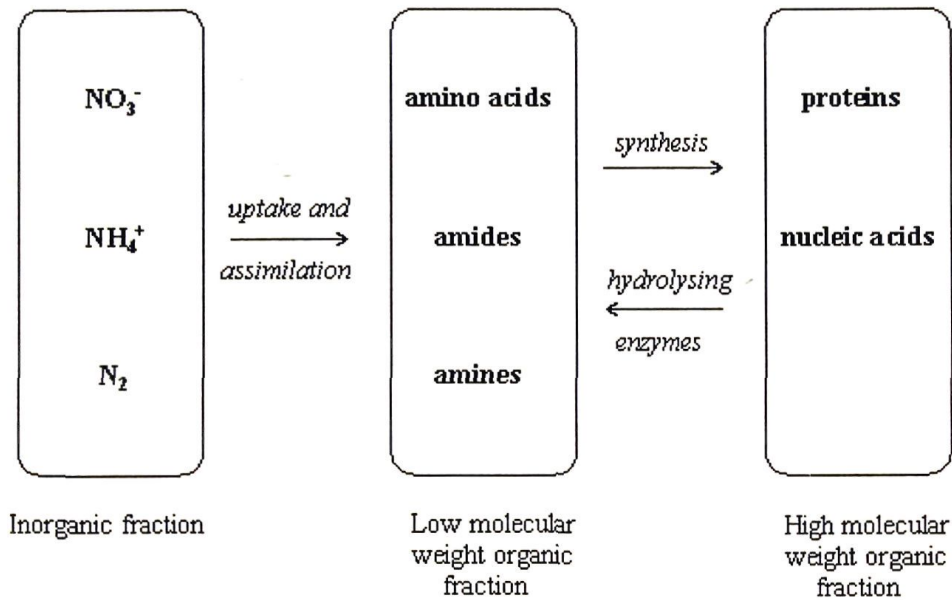 NO₃⁻
NH₄⁺
N₂
Inorganic fraction
uptake and
assimilation
amino acids
amides
amines
Low molecular
weight organic
fraction
synthesis
hydrolysing
enzymes
proteins
nucleic acids
High molecular
weight organic
fraction